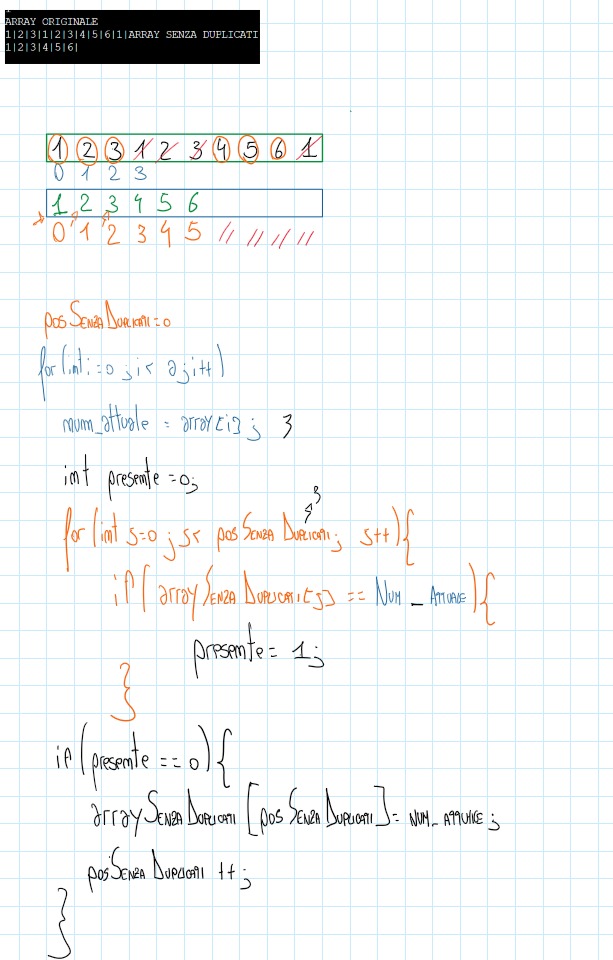 ARRAY ORIGINALE
1|2|3|1|2|3|4|5|6|1|ARRAY SENZA DUPLICATI
1|2|3|4|5|6|
1 2 3 1 2 3 4 5 6 1
0 1 2 3
1 2 3 4 5 6
0 1 2 3 4 5 // // // //
posSenzaDuplicati=0
for(int i=0; i< 2; i++)
num_attuale = array[i]; 3
int presente=0;
3
for(int s=0; s< posSenzaDuplicati; s++){
if(arraySenzaDuplicati[s] == Num_Attuale){
presente= 1;
}
if(presente == 0){
arraySenzaDuplicati[posSenzaDuplicati]= num_attuale;
posSenzaDuplicati ++;
}